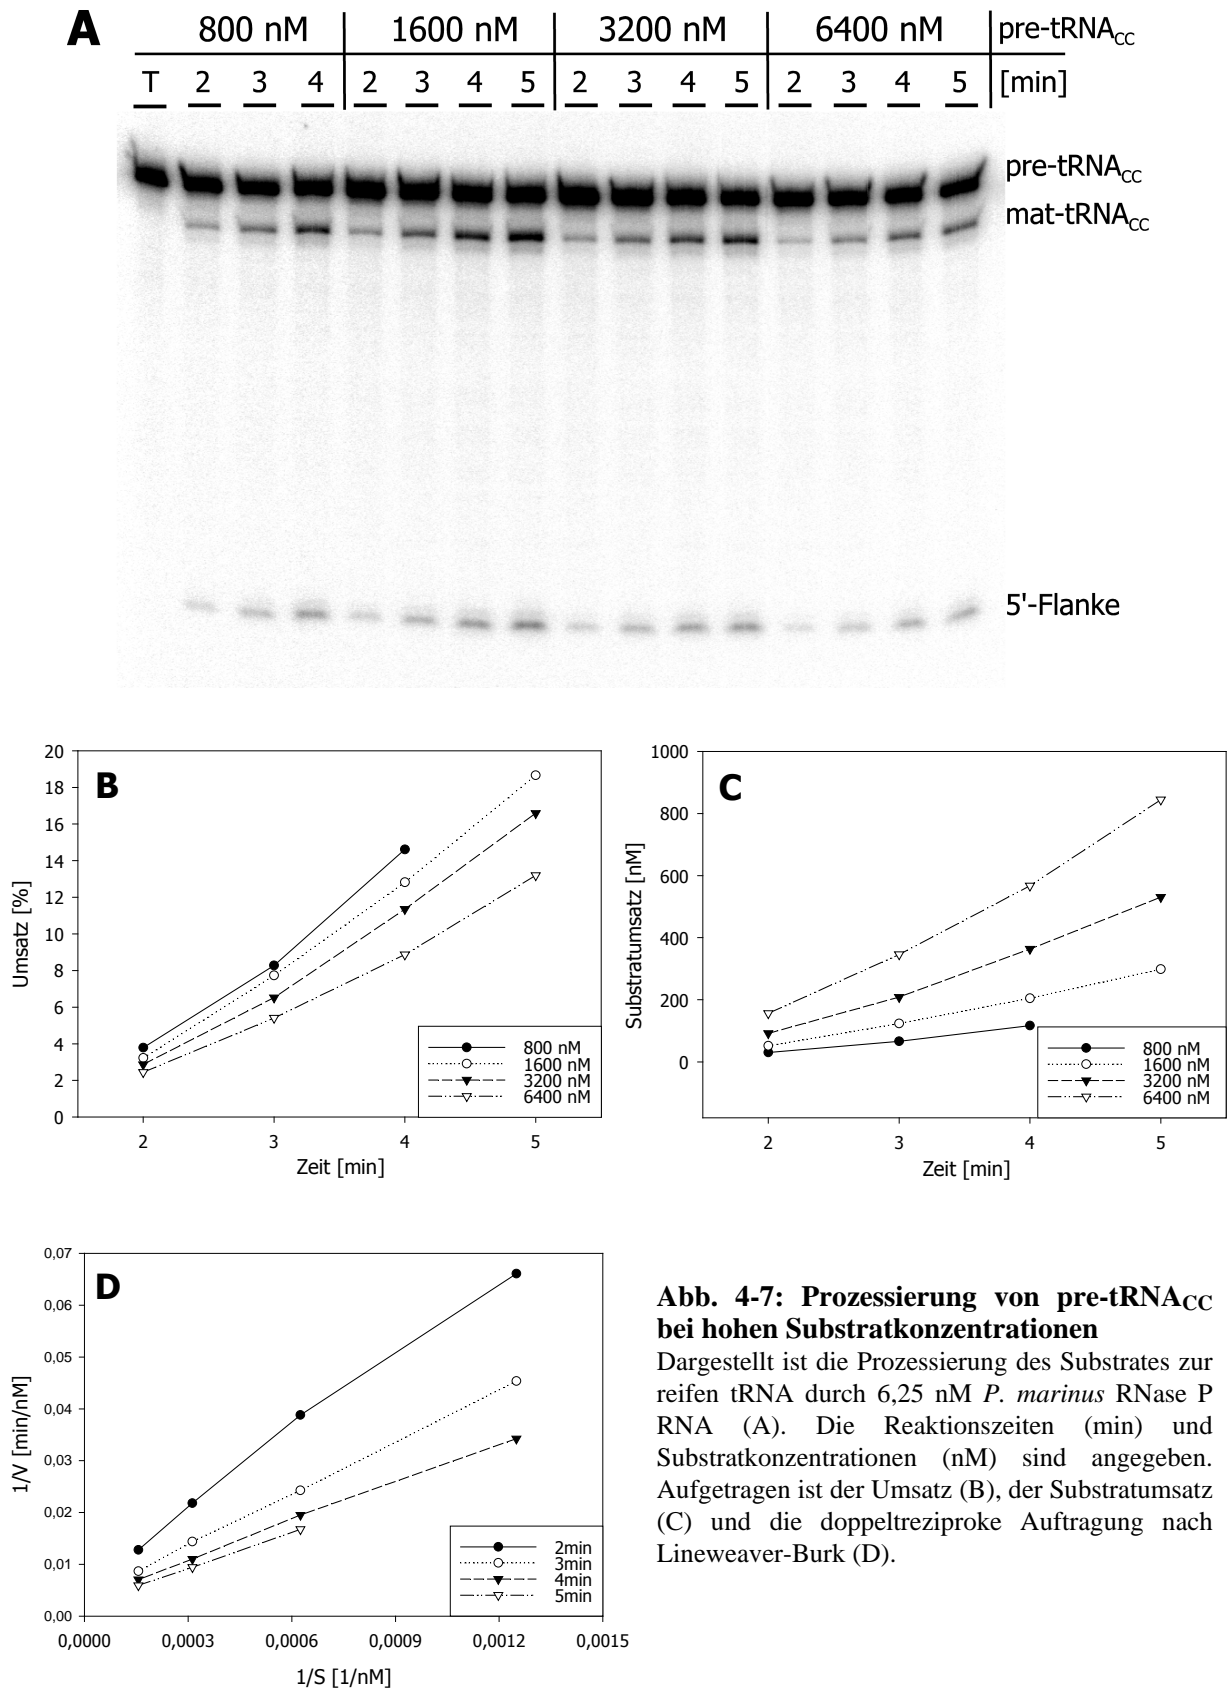 A
800 nM 1600 nM 3200 nM 6400 nM pre-tRNACC
T 2 3 4 2 3 4 5 2 3 4 5 2 3 4 5 [min]
pre-tRNACC
mat-tRNACC
5'-Flanke
B
Umsatz [%]
20
18
16
14
12
10
8
6
4
2
0
2 3 4 5
Zeit [min]
800 nM
1600 nM
3200 nM
6400 nM
C
Substratumsatz [nM]
1000
800
600
400
200
0
2 3 4 5
Zeit [min]
800 nM
1600 nM
3200 nM
6400 nM
D
1/V [min/nM]
0,07
0,06
0,05
0,04
0,03
0,02
0,01
0,00
0,0000 0,0003 0,0006 0,0009 0,0012 0,0015
1/S [1/nM]
2min
3min
4min
5min
Abb. 4-7: Prozessierung von pre-tRNACC
bei hohen Substratkonzentrationen
Dargestellt ist die Prozessierung des Substrates zur
reifen tRNA durch 6,25 nM P. marinus RNase P
RNA (A). Die Reaktionszeiten (min) und
Substratkonzentrationen (nM) sind angegeben.
Aufgetragen ist der Umsatz (B), der Substratumsatz
(C) und die doppeltreziproke Auftragung nach
Lineweaver-Burk (D).